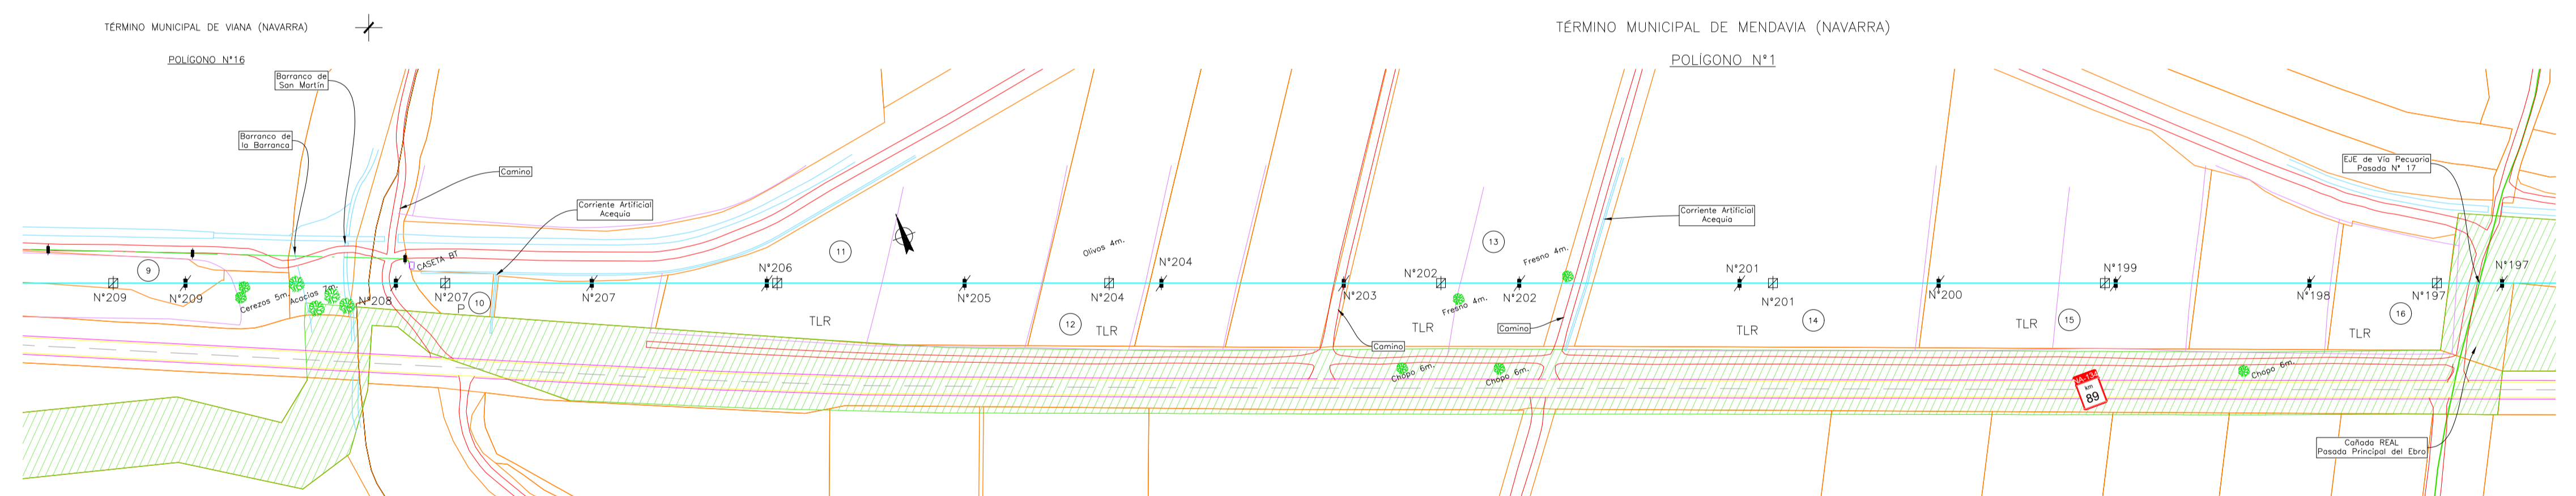 TÉRMINO MUNICIPAL DE VIANA (NAVARRA)
TÉRMINO MUNICIPAL DE MENDAVIA (NAVARRA)
POLÍGONO N°16
POLÍGONO N°1
Barranco de
San Martín
Barranco de
la Barranca
Camino
Corriente Artificial
Acequia
Corriente Artificial
Acequia
EJE de Vía Pecuaria
Pasada N° 17
9
11
13
Olivos 4m.
Fresno 4m.
CASETA BT
N°206
N°204
N°202
N°201
N°199
N°197
N°209
N°209
Cerezos 5m.
Acacias 7m.
N°208
N°207
P
10
N°207
N°205
N°204
N°203
Fresno 4m.
N°202
N°201
N°200
N°198
N°197
TLR
12
TLR
TLR
Camino
TLR
14
TLR
15
TLR
16
Camino
Chopo 6m.
Chopo 6m.
Chopo 6m.
NA-134
km
89
Cañada REAL
Pasada Principal del Ebro